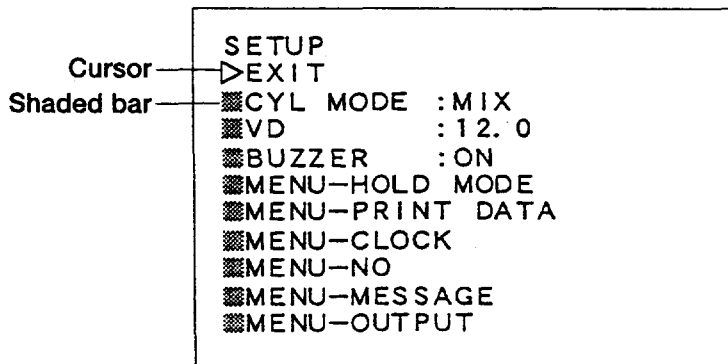 SETUP
Cursor ▷EXIT
Shaded bar ▒CYL MODE :MIX
▒VD :12.0
▒BUZZER :ON
▒MENU-HOLD MODE
▒MENU-PRINT DATA
▒MENU-CLOCK
▒MENU-NO
▒MENU-MESSAGE
▒MENU-OUTPUT